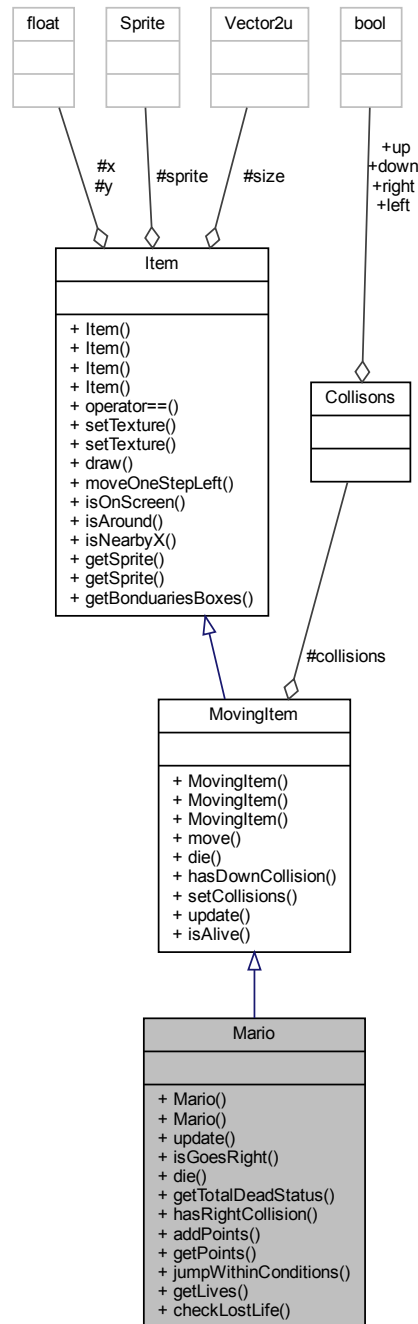 float
Sprite
Vector2u
bool
#x
#y
#sprite
#size
+up
+down
+right
+left
Item
+ Item()
+ Item()
+ Item()
+ Item()
+ operator==()
+ setTexture()
+ setTexture()
+ draw()
+ moveOneStepLeft()
+ isOnScreen()
+ isAround()
+ isNearbyX()
+ getSprite()
+ getSprite()
+ getBonduariesBoxes()
Collisons
#collisions
MovingItem
+ MovingItem()
+ MovingItem()
+ MovingItem()
+ move()
+ die()
+ hasDownCollision()
+ setCollisions()
+ update()
+ isAlive()
Mario
+ Mario()
+ Mario()
+ update()
+ isGoesRight()
+ die()
+ getTotalDeadStatus()
+ hasRightCollision()
+ addPoints()
+ getPoints()
+ jumpWithinConditions()
+ getLives()
+ checkLostLife()